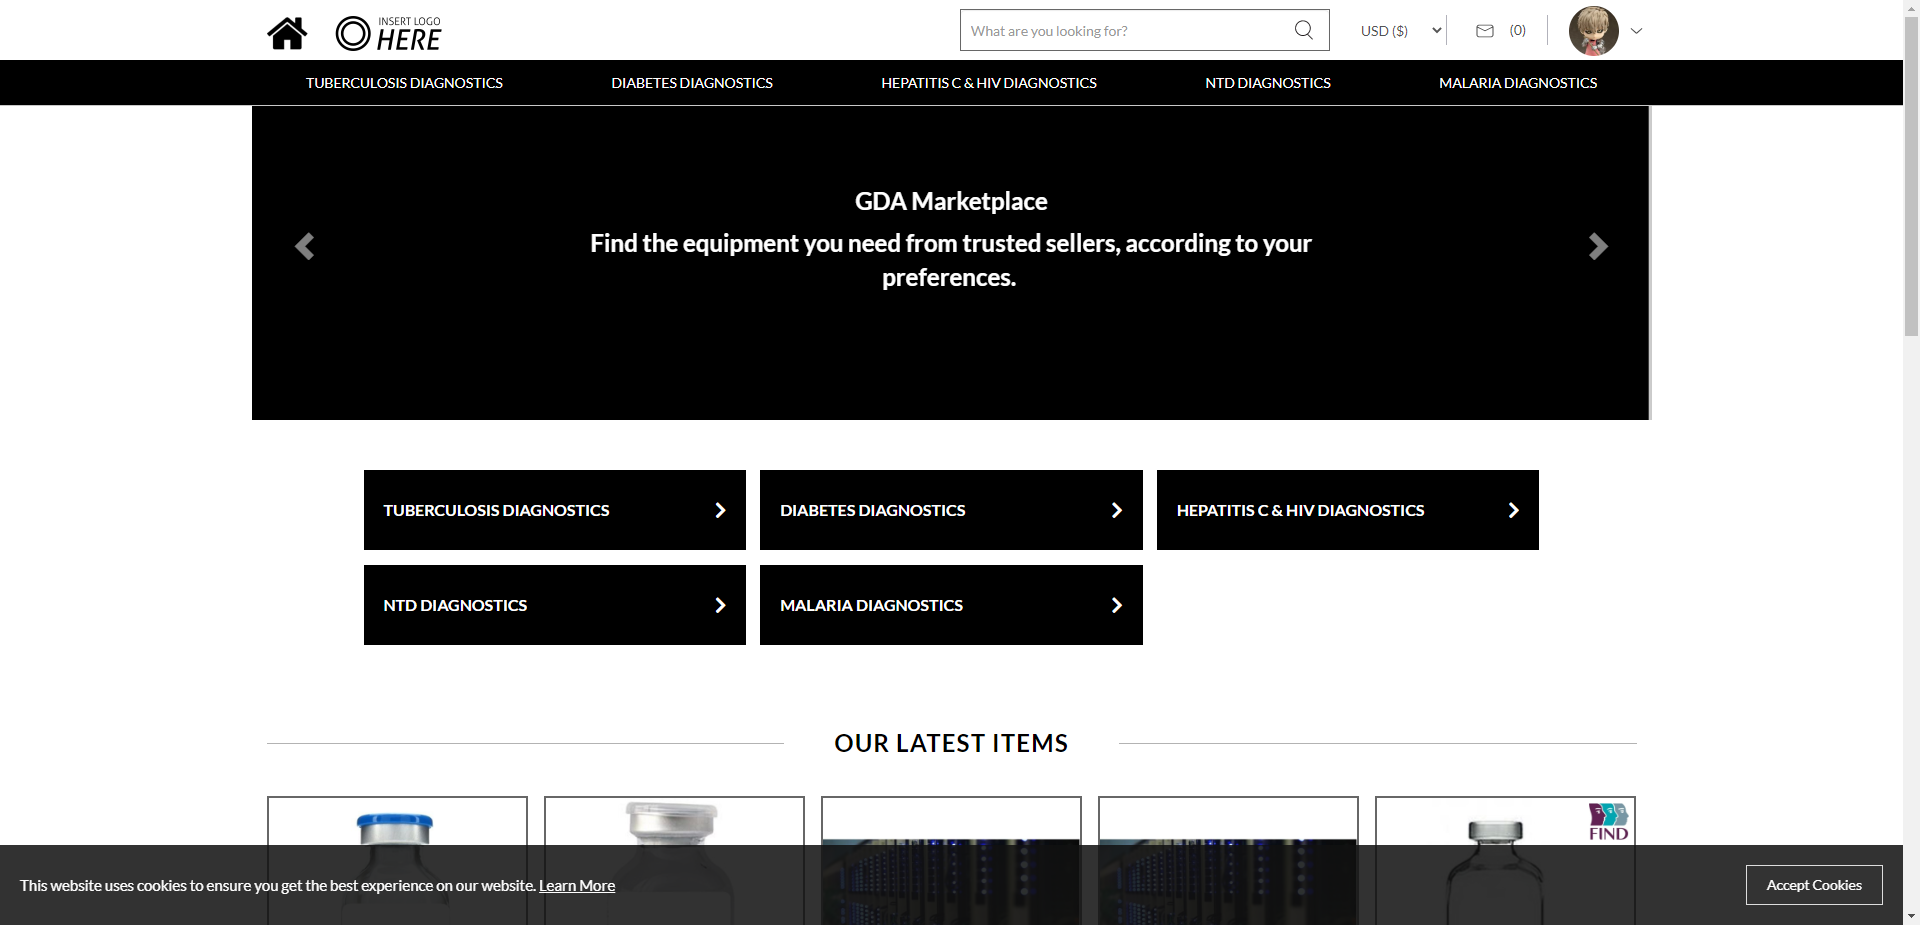 INSERT LOGO
HERE
What are you looking for?
USD ($)
(0)
TUBERCULOSIS DIAGNOSTICS
DIABETES DIAGNOSTICS
HEPATITIS C & HIV DIAGNOSTICS
NTD DIAGNOSTICS
MALARIA DIAGNOSTICS
GDA Marketplace
Find the equipment you need from trusted sellers, according to your
preferences.
TUBERCULOSIS DIAGNOSTICS
DIABETES DIAGNOSTICS
HEPATITIS C & HIV DIAGNOSTICS
NTD DIAGNOSTICS
MALARIA DIAGNOSTICS
OUR LATEST ITEMS
FIND
This website uses cookies to ensure you get the best experience on our website. Learn More
Accept Cookies